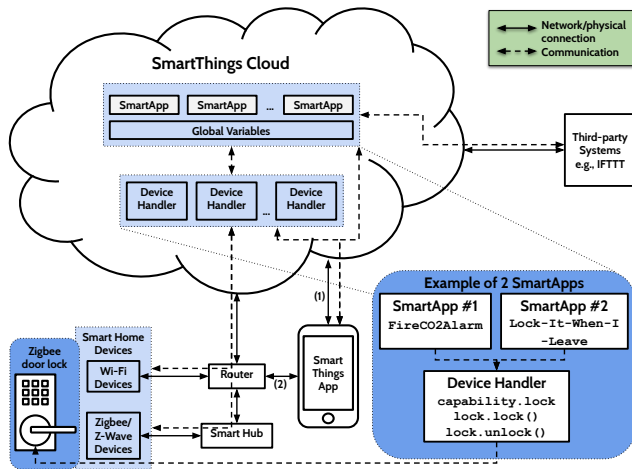 Network/physical
connection
Communication
SmartThings Cloud
SmartApp
SmartApp
...
SmartApp
Global Variables
Third-party
Systems
e.g., IFTTT
Device
Handler
Device
Handler
...
Device
Handler
(1)
Example of 2 SmartApps
SmartApp #1
FireCO2Alarm
SmartApp #2
Lock-It-When-I
-Leave
Zigbee
door lock
Smart Home
Devices
Wi-Fi
Devices
Router
(2)
Smart
Things
App
Device Handler
capability.lock
lock.lock()
lock.unlock()
Zigbee/
Z-Wave
Devices
Smart Hub